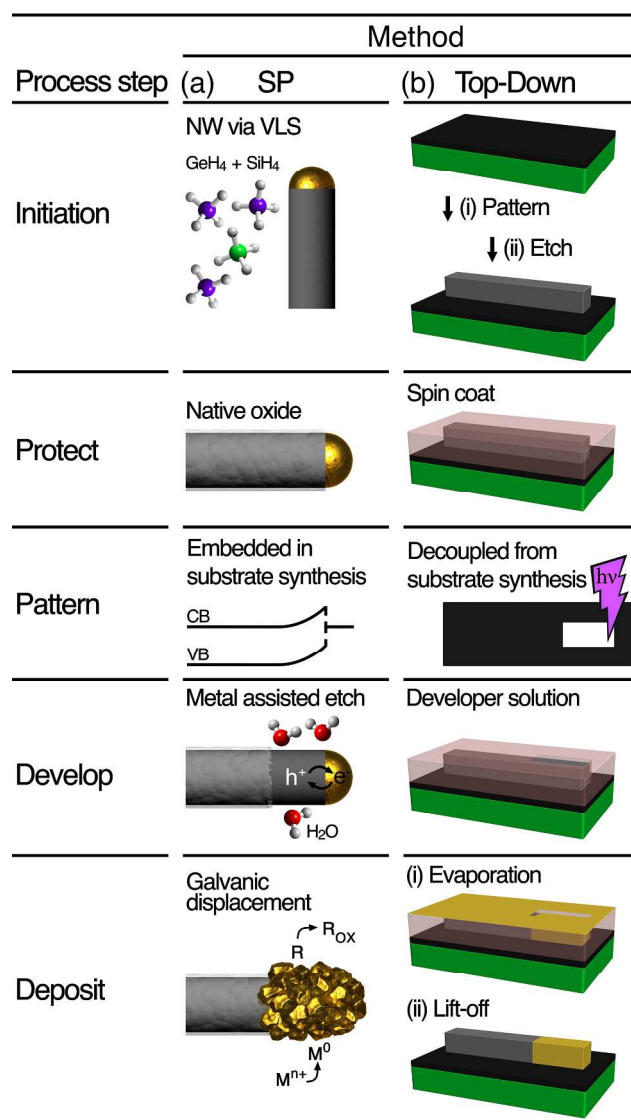 Method
Process step (a) SP (b) Top-Down
Initiation
NW via VLS
GeH₄ + SiH₄
(i) Pattern
(ii) Etch
Protect
Native oxide
Spin coat
Pattern
Embedded in
substrate synthesis
CB
VB
Decoupled from
substrate synthesis
hν
Develop
Metal assisted etch
h⁺
e⁻
H₂O
Developer solution
Deposit
Galvanic
displacement
R
R_OX
M⁰
Mⁿ⁺
(i) Evaporation
(ii) Lift-off